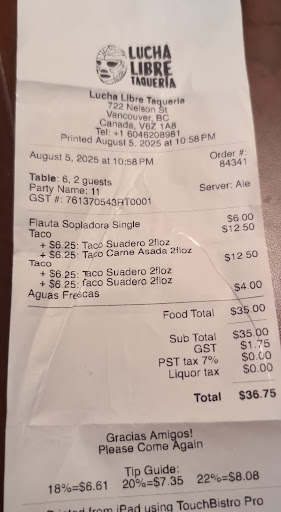 LUCHA
LIBRE
TAQUERÍA
Lucha Libre Taqueria
722 Nelson St
Vancouver, BC
Canada, V6Z 1A8
Tel: +1 6046208981
Printed August 5, 2025 at 10:58 PM
August 5, 2025 at 10:58 PM Order #: 84341
Table: 6, 2 guests Server: Ale
Party Name: 11
GST #: 761370543HT0001
Flauta Sopladora Single $6.00
Taco $12.50
+ $6.25: Taco Suadero 2floz
+ $6.25: Taco Carne Asada 2floz
Taco $12.50
+ $6.25: Taco Suadero 2floz
+ $6.25: Taco Suadero 2floz
Aguas Frescas $4.00
Food Total $35.00
Sub Total $35.00
GST $1.75
PST tax 7% $0.00
Liquor tax $0.00
Total $36.75
Gracias Amigos!
Please Come Again
Tip Guide:
18%=$6.61 20%=$7.35 22%=$8.08
Printed from iPad using TouchBistro Pro